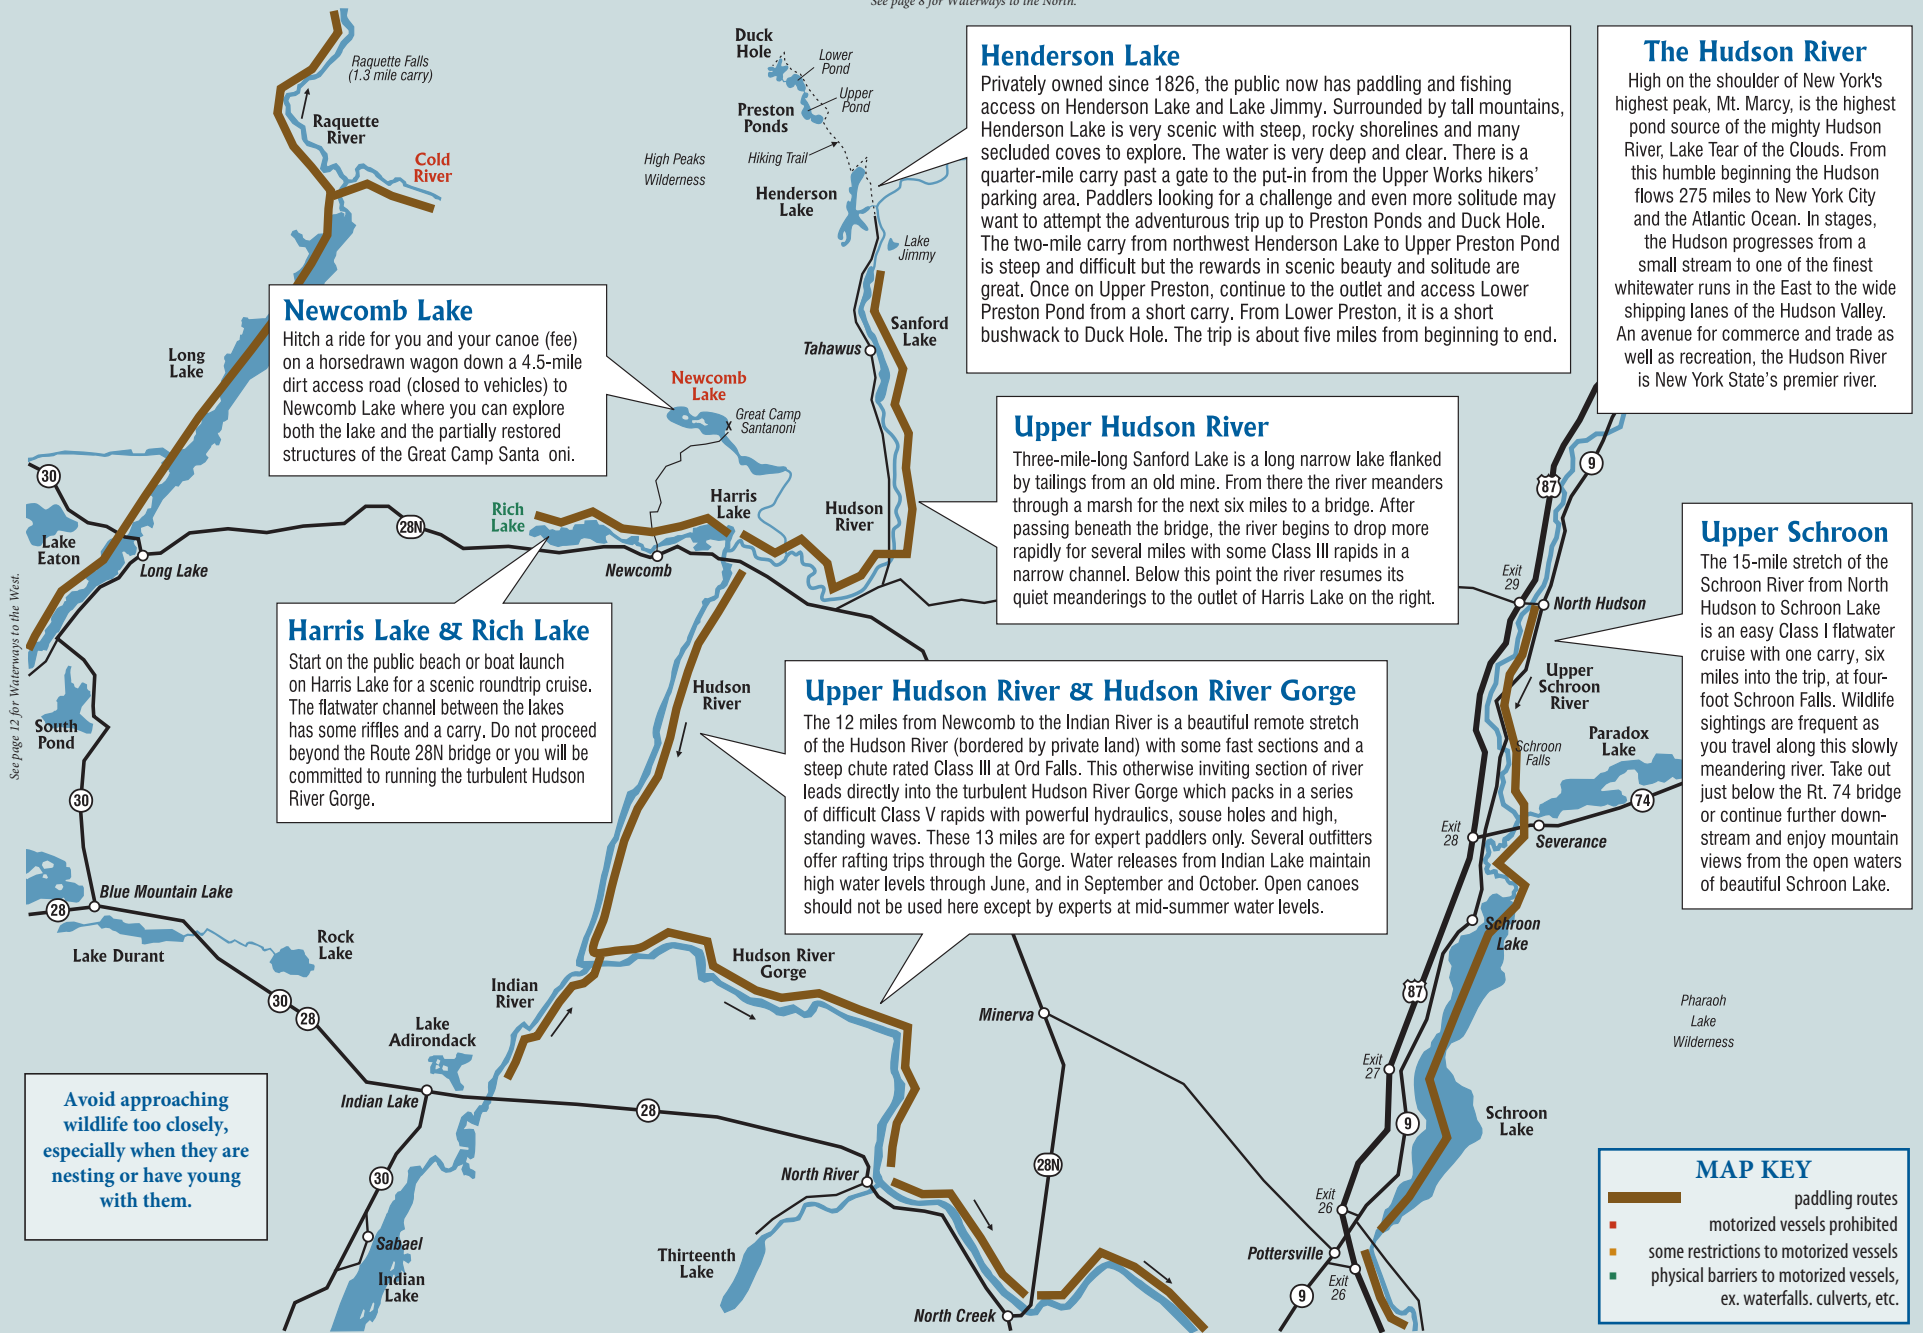 See page 8 for Waterways to the North.
Raquette Falls
(1.3 mile carry)
Raquette
River
Cold
River
Duck
Hole
Lower
Pond
Upper
Pond
Preston
Ponds
Hiking Trail
High Peaks
Wilderness
Henderson
Lake
Lake
Jimmy
Henderson Lake
Privately owned since 1826, the public now has paddling and fishing
access on Henderson Lake and Lake Jimmy. Surrounded by tall mountains,
Henderson Lake is very scenic with steep, rocky shorelines and many
secluded coves to explore. The water is very deep and clear. There is a
quarter-mile carry past a gate to the put-in from the Upper Works hikers'
parking area. Paddlers looking for a challenge and even more solitude may
want to attempt the adventurous trip up to Preston Ponds and Duck Hole.
The two-mile carry from northwest Henderson Lake to Upper Preston Pond
is steep and difficult but the rewards in scenic beauty and solitude are
great. Once on Upper Preston, continue to the outlet and access Lower
Preston Pond from a short carry. From Lower Preston, it is a short
bushwack to Duck Hole. The trip is about five miles from beginning to end.
The Hudson River
High on the shoulder of New York's
highest peak, Mt. Marcy, is the highest
pond source of the mighty Hudson
River, Lake Tear of the Clouds. From
this humble beginning the Hudson
flows 275 miles to New York City
and the Atlantic Ocean. In stages,
the Hudson progresses from a
small stream to one of the finest
whitewater runs in the East to the wide
shipping lanes of the Hudson Valley.
An avenue for commerce and trade as
well as recreation, the Hudson River
is New York State's premier river.
Newcomb Lake
Hitch a ride for you and your canoe (fee)
on a horsedrawn wagon down a 4.5-mile
dirt access road (closed to vehicles) to
Newcomb Lake where you can explore
both the lake and the partially restored
structures of the Great Camp Santa oni.
Long
Lake
Sanford
Lake
Tahawus
Newcomb
Lake
Great Camp
Santanoni
X
Upper Hudson River
Three-mile-long Sanford Lake is a long narrow lake flanked
by tailings from an old mine. From there the river meanders
through a marsh for the next six miles to a bridge. After
passing beneath the bridge, the river begins to drop more
rapidly for several miles with some Class III rapids in a
narrow channel. Below this point the river resumes its
quiet meanderings to the outlet of Harris Lake on the right.
30
Lake
Eaton
Long Lake
28N
Rich
Lake
Newcomb
Harris
Lake
Hudson
River
9
87
Exit
29
North Hudson
Upper Schroon
The 15-mile stretch of the
Schroon River from North
Hudson to Schroon Lake
is an easy Class I flatwater
cruise with one carry, six
miles into the trip, at four-
foot Schroon Falls. Wildlife
sightings are frequent as
you travel along this slowly
meandering river. Take out
just below the Rt. 74 bridge
or continue further down-
stream and enjoy mountain
views from the open waters
of beautiful Schroon Lake.
See page 12 for Waterways to the West.
Harris Lake & Rich Lake
Start on the public beach or boat launch
on Harris Lake for a scenic roundtrip cruise.
The flatwater channel between the lakes
has some riffles and a carry. Do not proceed
beyond the Route 28N bridge or you will be
committed to running the turbulent Hudson
River Gorge.
South
Pond
30
Hudson
River
Upper Hudson River & Hudson River Gorge
The 12 miles from Newcomb to the Indian River is a beautiful remote stretch
of the Hudson River (bordered by private land) with some fast sections and a
steep chute rated Class III at Ord Falls. This otherwise inviting section of river
leads directly into the turbulent Hudson River Gorge which packs in a series
of difficult Class V rapids with powerful hydraulics, souse holes and high,
standing waves. These 13 miles are for expert paddlers only. Several outfitters
offer rafting trips through the Gorge. Water releases from Indian Lake maintain
high water levels through June, and in September and October. Open canoes
should not be used here except by experts at mid-summer water levels.
Upper
Schroon
River
Schroon
Falls
Paradox
Lake
74
Exit
28
Severance
Blue Mountain Lake
28
Lake Durant
Rock
Lake
30
28
Indian
River
Lake
Adirondack
Hudson River
Gorge
Minerva
Schroon
Lake
87
Pharaoh
Lake
Wilderness
Avoid approaching
wildlife too closely,
especially when they are
nesting or have young
with them.
Indian Lake
28
30
Sabael
Indian
Lake
North River
28N
Thirteenth
Lake
North Creek
Exit
27
9
Schroon
Lake
Exit
26
Pottersville
Exit
26
9
MAP KEY
paddling routes
motorized vessels prohibited
some restrictions to motorized vessels
physical barriers to motorized vessels,
ex. waterfalls. culverts, etc.